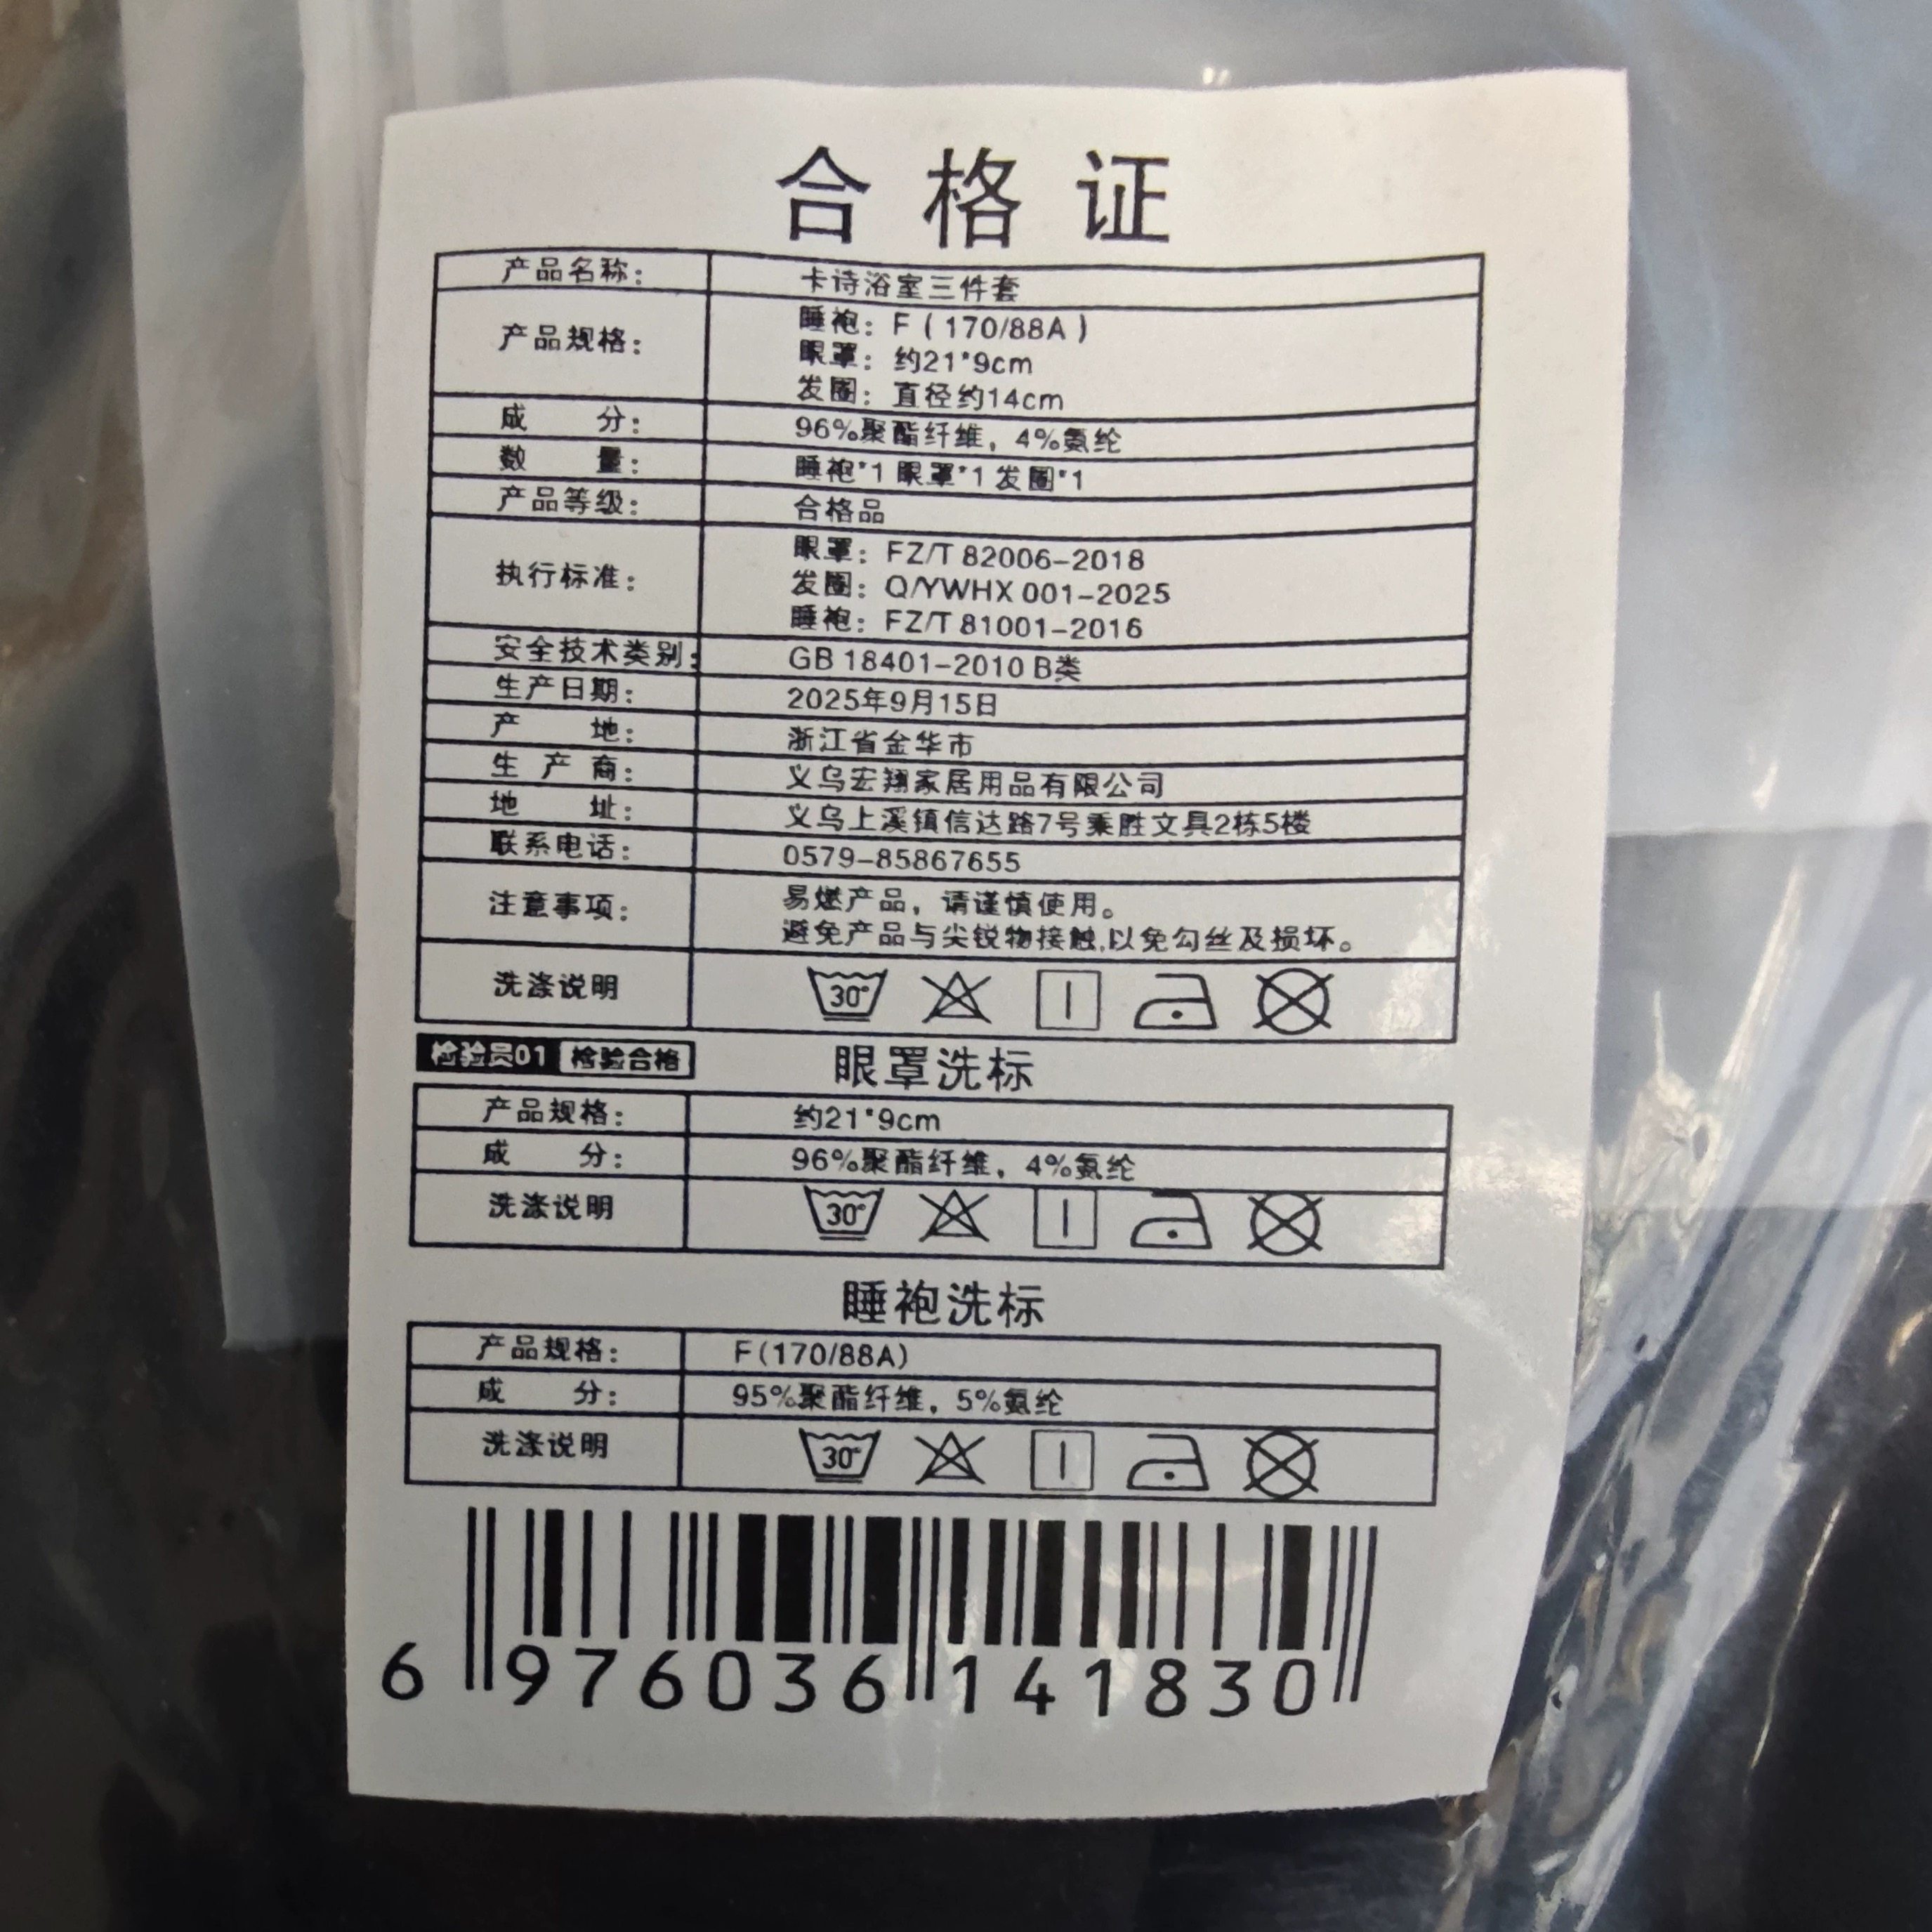 合格证
产品名称： 卡诗浴室三件套
产品规格： 睡袍：F（170/88A）
眼罩：约21*9cm
发圈：直径约14cm
成 分： 96%聚酯纤维，4%氨纶
数 量： 睡袍*1 眼罩*1 发圈*1
产品等级： 合格品
执行标准： 眼罩：FZ/T 82006-2018
发圈：Q/YWHX 001-2025
睡袍：FZ/T 81001-2016
安全技术类别： GB 18401-2010 B类
生产日期： 2025年9月15日
产 地： 浙江省金华市
生 产 商： 义乌宏翔家居用品有限公司
地 址： 义乌上溪镇信达路7号乘胜文具2栋5楼
联系电话： 0579-85867655
注意事项： 易燃产品，请谨慎使用。
避免产品与尖锐物接触,以免勾丝及损坏。
洗涤说明 30°
检验员01 检验合格 眼罩洗标
产品规格： 约21*9cm
成 分： 96%聚酯纤维，4%氨纶
洗涤说明 30°
睡袍洗标
产品规格： F(170/88A)
成 分： 95%聚酯纤维，5%氨纶
洗涤说明 30°
6 976036 141830